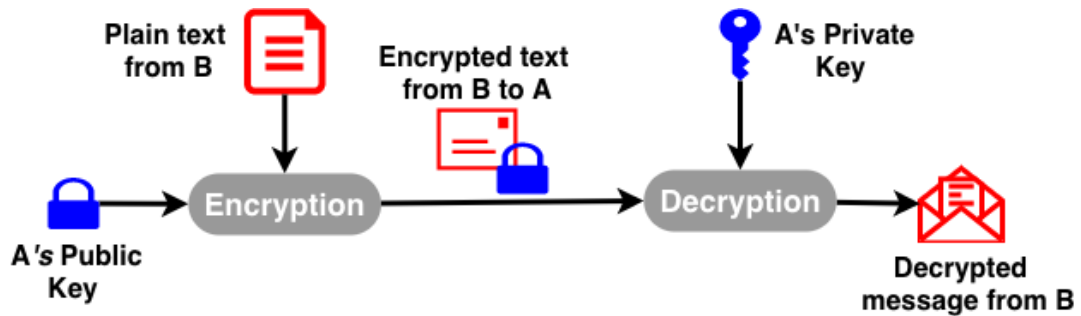 Plain text
from B
Encrypted text
from B to A
A's Private
Key
Encryption
Decryption
A's Public
Key
Decrypted
message from B